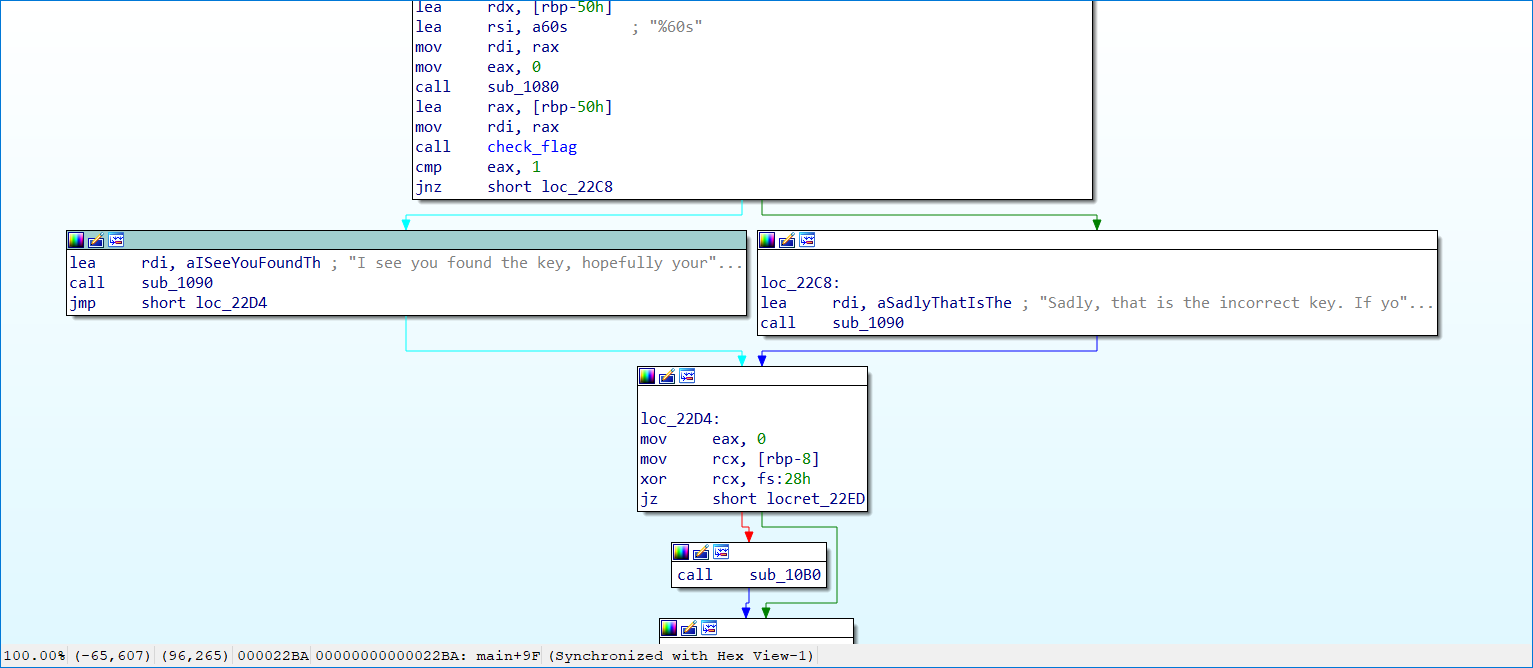 lea rdx, [rbp-50h]
lea rsi, a60s ; "%60s"
mov rdi, rax
mov eax, 0
call sub_1080
lea rax, [rbp-50h]
mov rdi, rax
call check_flag
cmp eax, 1
jnz short loc_22C8
lea rdi, aISeeYouFoundTh ; "I see you found the key, hopefully your"...
call sub_1090
jmp short loc_22D4
loc_22C8:
lea rdi, aSadlyThatIsThe ; "Sadly, that is the incorrect key. If yo"...
call sub_1090
loc_22D4:
mov eax, 0
mov rcx, [rbp-8]
xor rcx, fs:28h
jz short locret_22ED
call sub_10B0
100.00% (-65,607) (96,265) 000022BA 00000000000022BA: main+9F (Synchronized with Hex View-1)